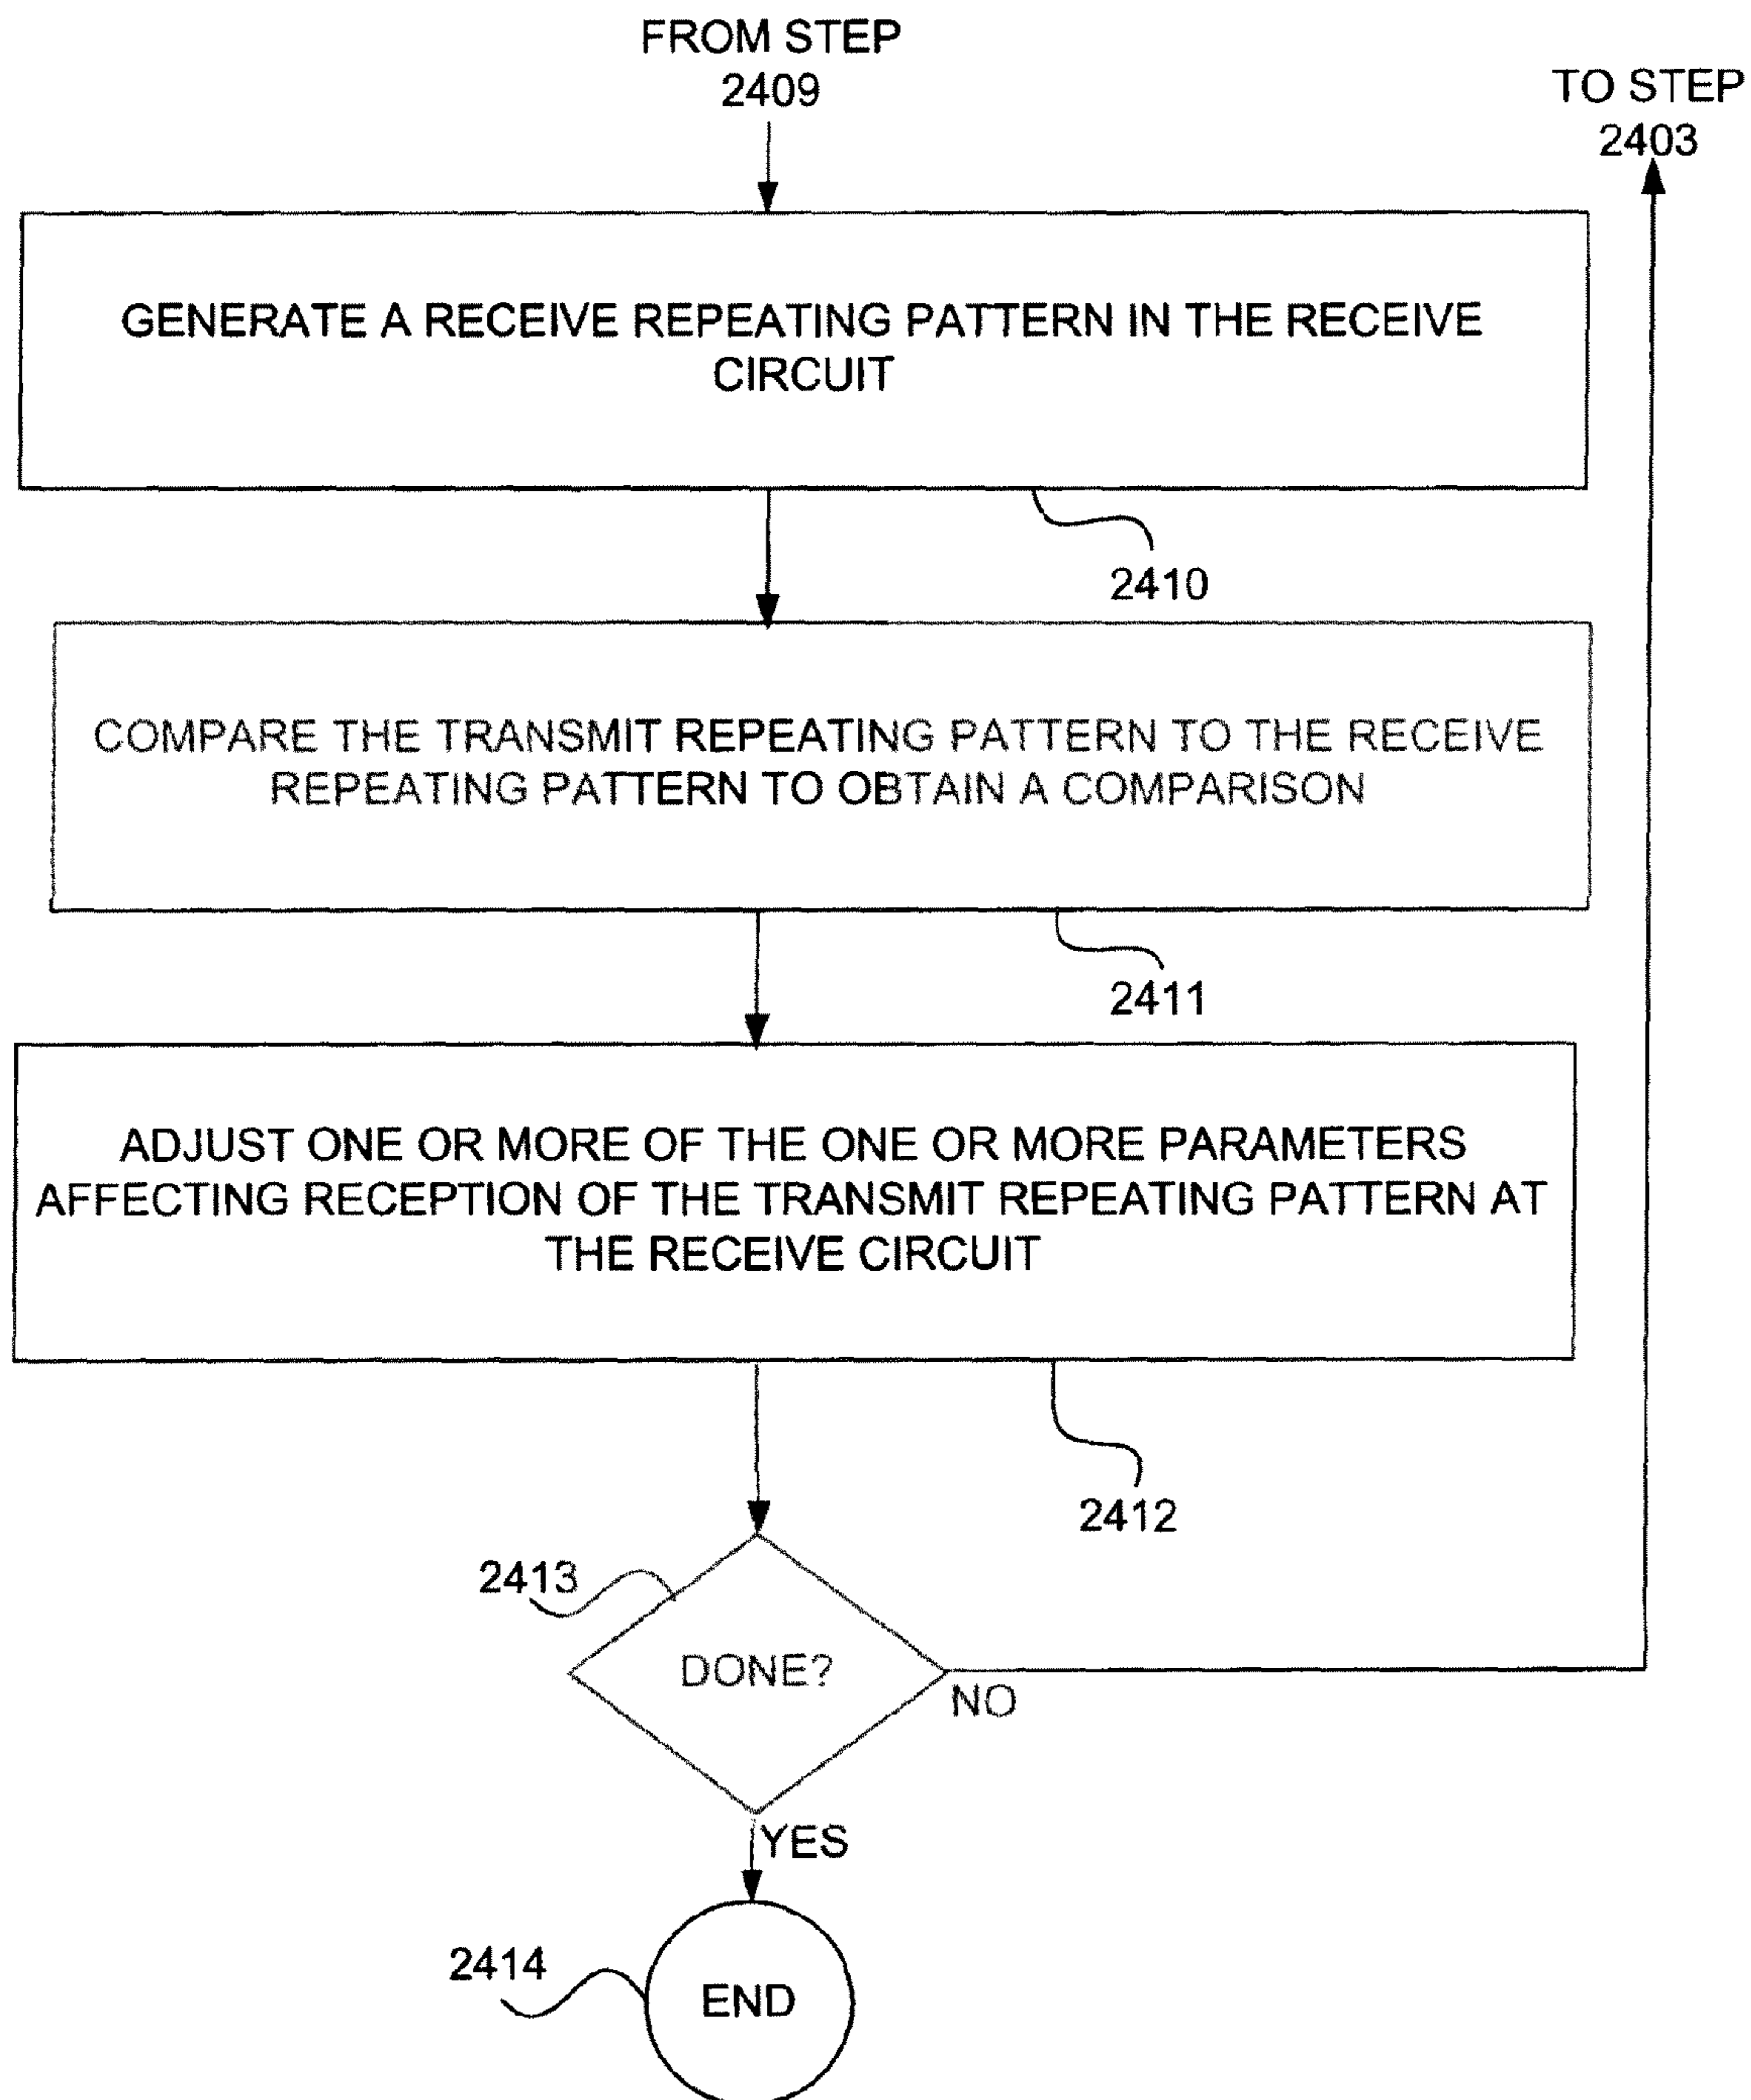 FROM STEP
2409
TO STEP
2403
GENERATE A RECEIVE REPEATING PATTERN IN THE RECEIVE
CIRCUIT
2410
COMPARE THE TRANSMIT REPEATING PATTERN TO THE RECEIVE
REPEATING PATTERN TO OBTAIN A COMPARISON
2411
ADJUST ONE OR MORE OF THE ONE OR MORE PARAMETERS
AFFECTING RECEPTION OF THE TRANSMIT REPEATING PATTERN AT
THE RECEIVE CIRCUIT
2412
2413
DONE?
NO
YES
2414
END